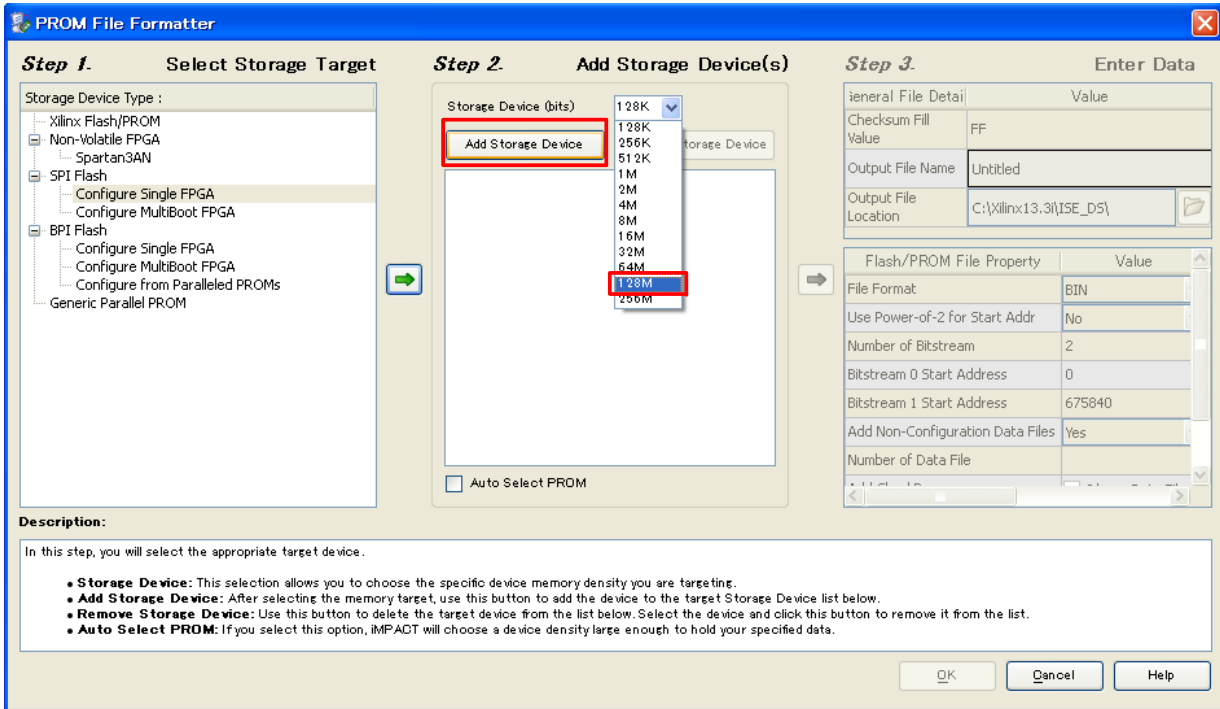 PROM File Formatter
Step 1. Select Storage Target
Storage Device Type :
Xilinx Flash/PROM
Non-Volatile FPGA
Spartan3AN
SPI Flash
Configure Single FPGA
Configure MultiBoot FPGA
BPI Flash
Configure Single FPGA
Configure MultiBoot FPGA
Configure from Paralleled PROMs
Generic Parallel PROM
Step 2. Add Storage Device(s)
Storage Device (bits) 128K
Add Storage Device torage Device
128K
256K
512K
1M
2M
4M
8M
16M
32M
64M
128M
256M
Auto Select PROM
Step 3. Enter Data
ieneral File Detai Value
Checksum Fill Value FF
Output File Name Untitled
Output File Location C:\Xilinx13.3i\ISE_DS\
Flash/PROM File Property Value
File Format BIN
Use Power-of-2 for Start Addr No
Number of Bitstream 2
Bitstream 0 Start Address 0
Bitstream 1 Start Address 675840
Add Non-Configuration Data Files Yes
Number of Data File
Description:
In this step, you will select the appropriate target device.
• Storage Device: This selection allows you to choose the specific device memory density you are targeting.
• Add Storage Device: After selecting the memory target, use this button to add the device to the target Storage Device list below.
• Remove Storage Device: Use this button to delete the target device from the list below. Select the device and click this button to remove it from the list.
• Auto Select PROM: If you select this option, iMPACT will choose a device density large enough to hold your specified data.
OK Cancel Help